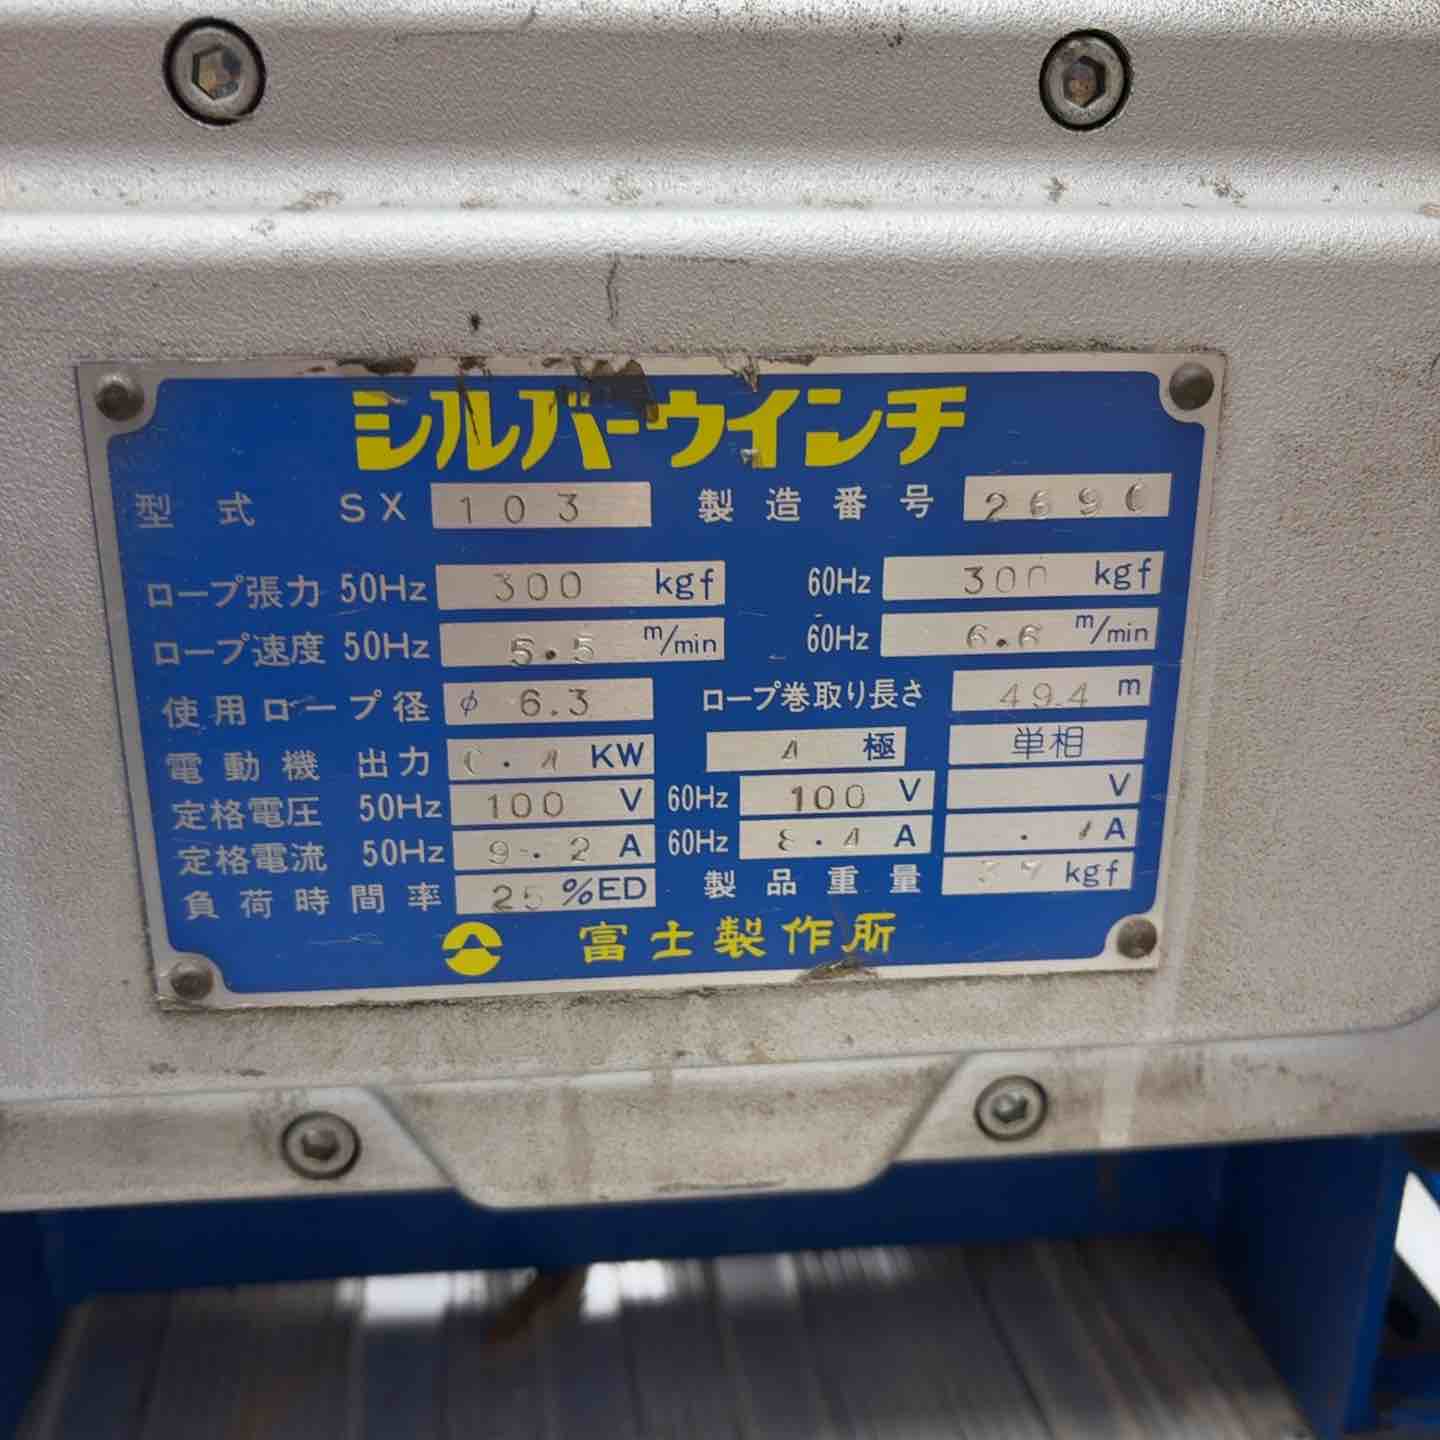 シルバーウインチ
型式 SX 103 製造番号
ロープ張力 50Hz 300 kgf 60Hz 300 kgf
ロープ速度 50Hz 5.5 m/min 60Hz 6.6 m/min
使用ロープ径 φ 6.3 ロープ巻取り長さ 49.4 m
電動機 出力 0.4 KW 4 極 単相
定格電圧 50Hz 100 V 60Hz 100 V V
定格電流 50Hz 9.2 A 60Hz 8.4 A A
負荷時間率 25 %ED 製品重量 kgf
富士製作所